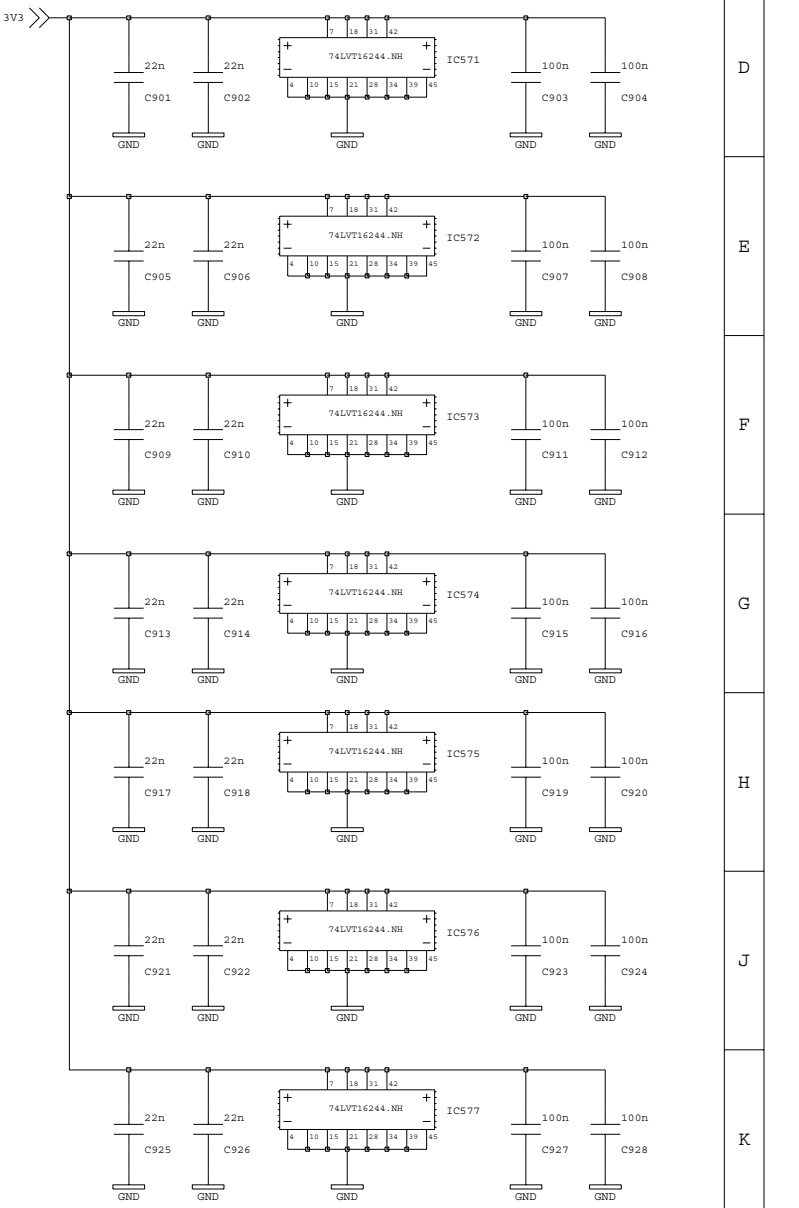 3V3
7 18 31 42
22n 22n 74LVT16244.NH IC571 100n 100n D
4 10 15 21 28 34 39 45
C901 C902 C903 C904
GND GND GND GND GND
7 18 31 42
22n 22n 74LVT16244.NH IC572 100n 100n E
4 10 15 21 28 34 39 45
C905 C906 C907 C908
GND GND GND GND GND
7 18 31 42
22n 22n 74LVT16244.NH IC573 100n 100n F
4 10 15 21 28 34 39 45
C909 C910 C911 C912
GND GND GND GND GND
7 18 31 42
22n 22n 74LVT16244.NH IC574 100n 100n G
4 10 15 21 28 34 39 45
C913 C914 C915 C916
GND GND GND GND GND
7 18 31 42
22n 22n 74LVT16244.NH IC575 100n 100n H
4 10 15 21 28 34 39 45
C917 C918 C919 C920
GND GND GND GND GND
7 18 31 42
22n 22n 74LVT16244.NH IC576 100n 100n J
4 10 15 21 28 34 39 45
C921 C922 C923 C924
GND GND GND GND GND
7 18 31 42
22n 22n 74LVT16244.NH IC577 100n 100n K
4 10 15 21 28 34 39 45
C925 C926 C927 C928
GND GND GND GND GND